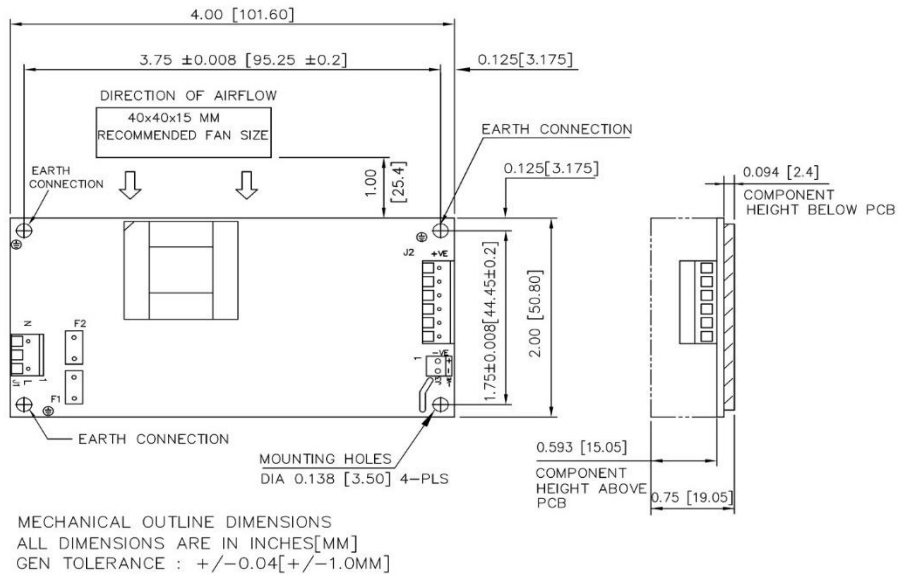 4.00 [101.60]
3.75 ±0.008 [95.25 ±0.2]
0.125[3.175]
DIRECTION OF AIRFLOW
40x40x15 MM
RECOMMENDED FAN SIZE
EARTH CONNECTION
EARTH
CONNECTION
1.00
[25.4]
0.125[3.175]
0.094 [2.4]
COMPONENT
HEIGHT BELOW PCB
J2
+VE
1.75±0.008[44.45±0.2]
2.00 [50.80]
N
F2
L
1
J1
F1
1
-VE
+
-
J3
EARTH CONNECTION
MOUNTING HOLES
DIA 0.138 [3.50] 4-PLS
0.593 [15.05]
COMPONENT
HEIGHT ABOVE
PCB
0.75 [19.05]
MECHANICAL OUTLINE DIMENSIONS
ALL DIMENSIONS ARE IN INCHES[MM]
GEN TOLERANCE : +/-0.04[+/-1.0MM]